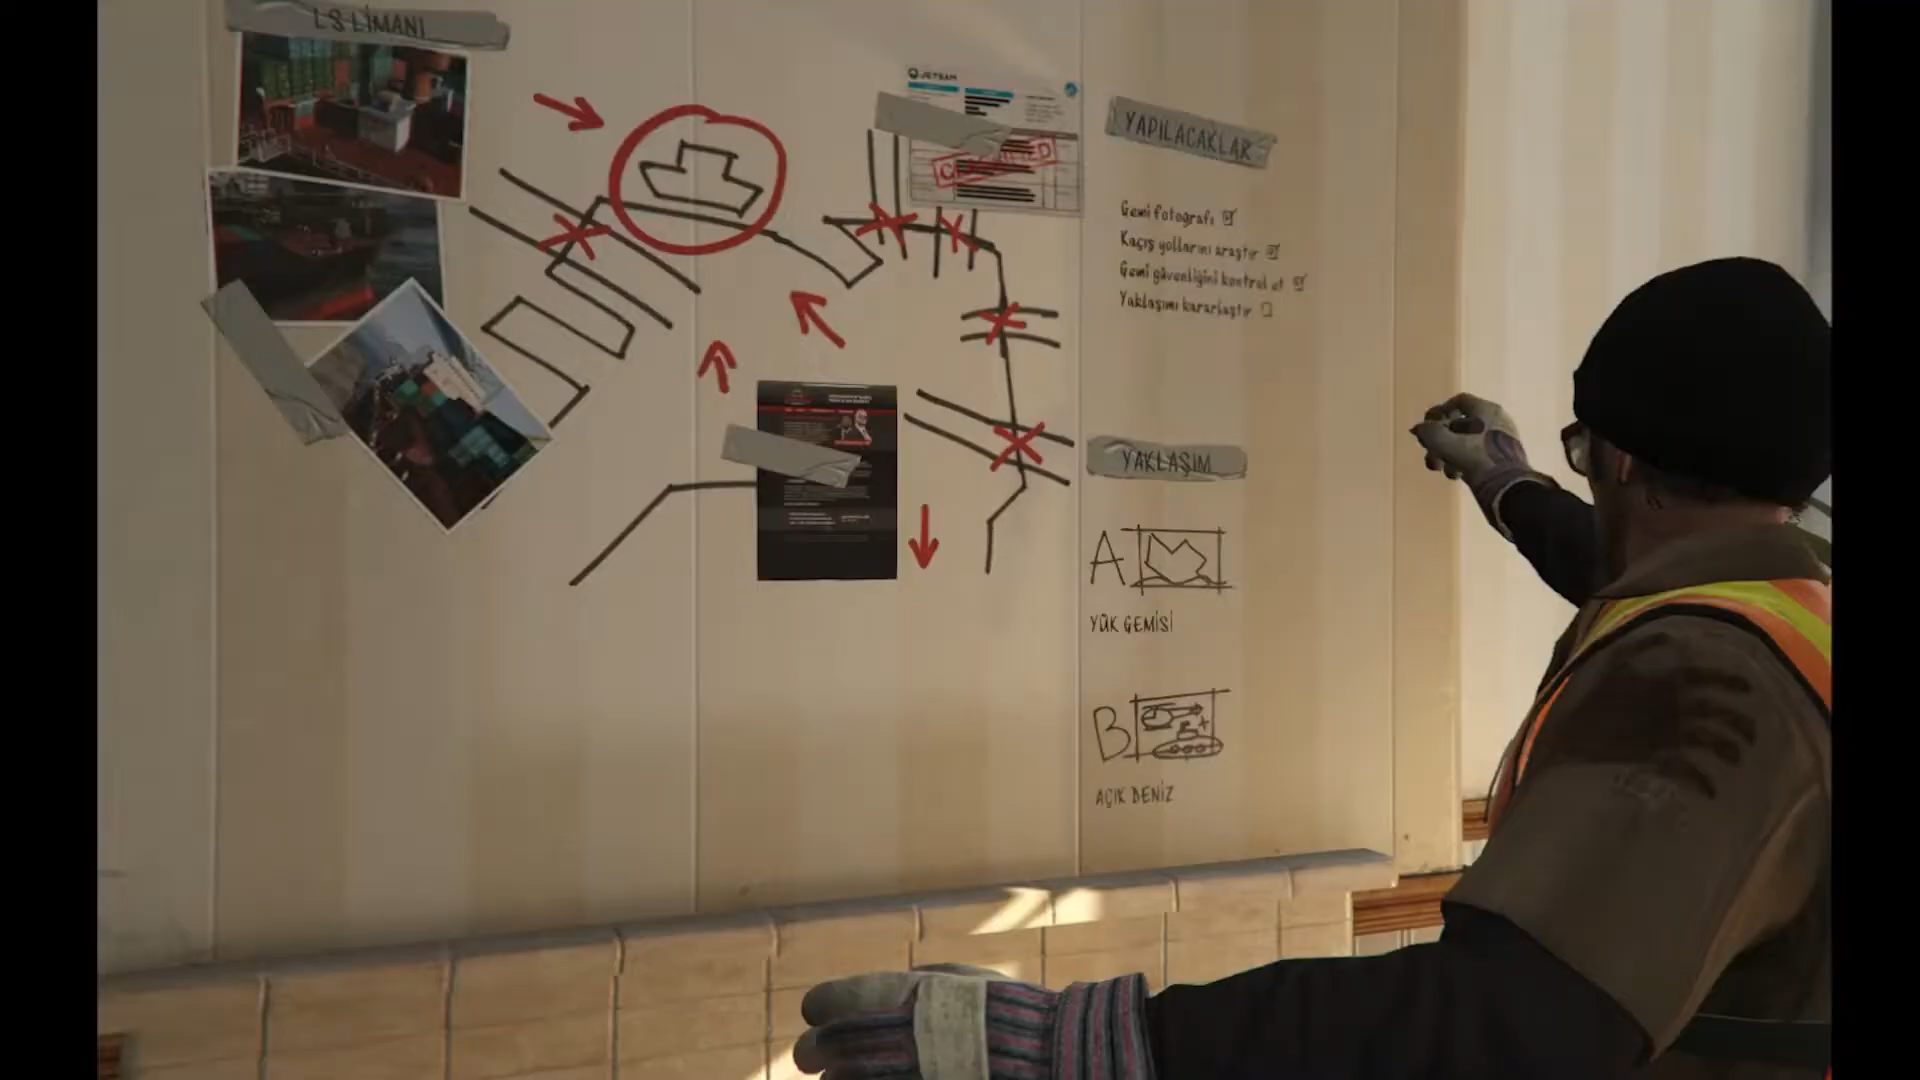 LS LİMANI
JETSAM
YAPILACAKLAR
Gemi fotoğrafı
Kaçış yollarını araştır
Gemi güvenliğini kontrol et
Yaklaşımı kararlaştır
YAKLAŞIM
A
YÜK GEMİSİ
B
AÇIK DENİZ